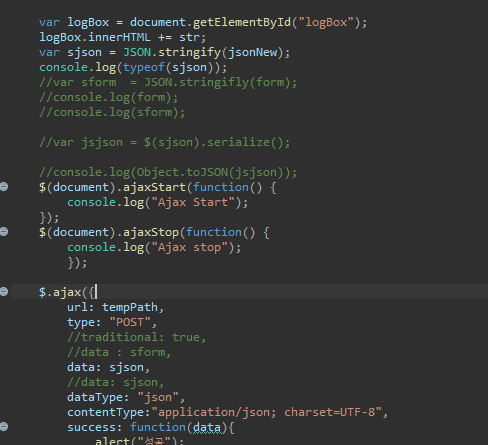 var logBox = document.getElementById("logBox");
logBox.innerHTML += str;
var sjson = JSON.stringify(jsonNew);
console.log(typeof(sjson));
//var sform  = JSON.stringifly(form);
//console.log(form);
//console.log(sform);
//var jsjson = $(sjson).serialize();
//console.log(Object.toJSON(jsjson));
$(document).ajaxStart(function() {
console.log("Ajax Start");
});
$(document).ajaxStop(function() {
console.log("Ajax stop");
});
$.ajax({
url: tempPath,
type: "POST",
//traditional: true,
//data : sform,
data: sjson,
//data: sjson,
dataType: "json",
contentType:"application/json; charset=UTF-8",
success: function(data){
alert("성공");